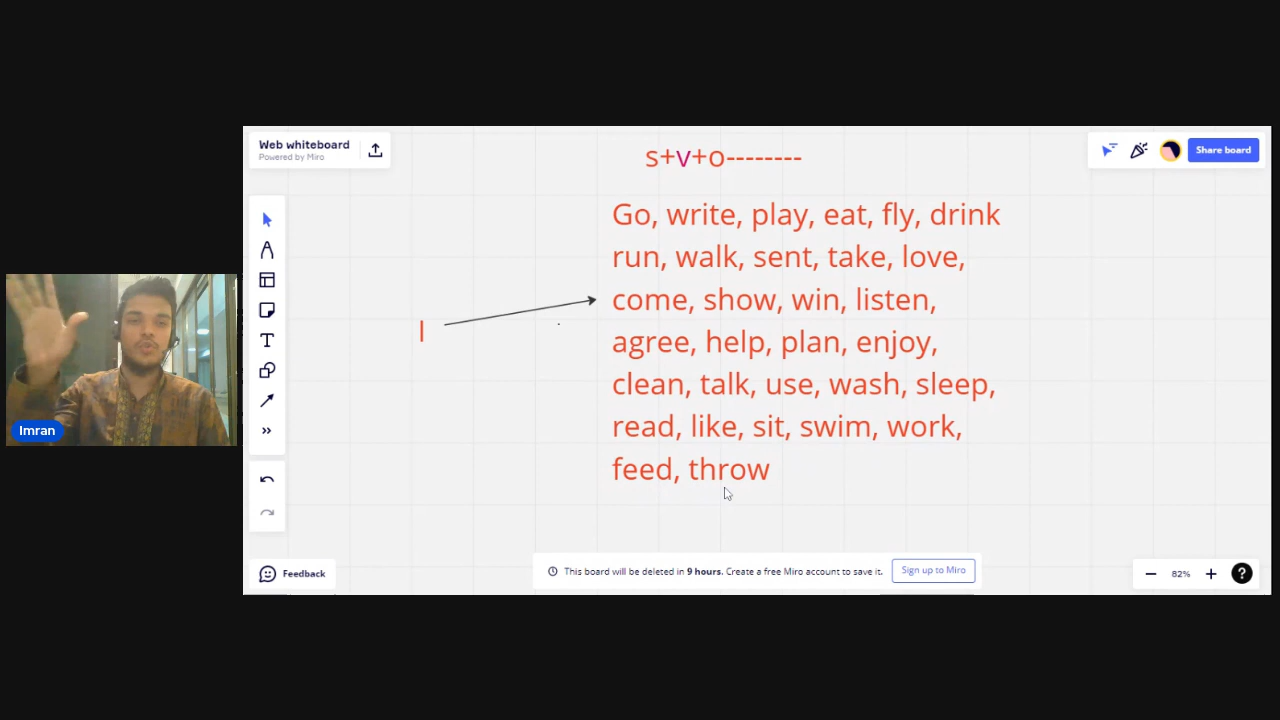 Web whiteboard
Powered by Miro
Share board
s+v+o--------
Go, write, play, eat, fly, drink
run, walk, sent, take, love,
come, show, win, listen,
I
agree, help, plan, enjoy,
clean, talk, use, wash, sleep,
read, like, sit, swim, work,
feed, throw
Imran
Feedback
This board will be deleted in 9 hours. Create a free Miro account to save it.
Sign up to Miro
82%